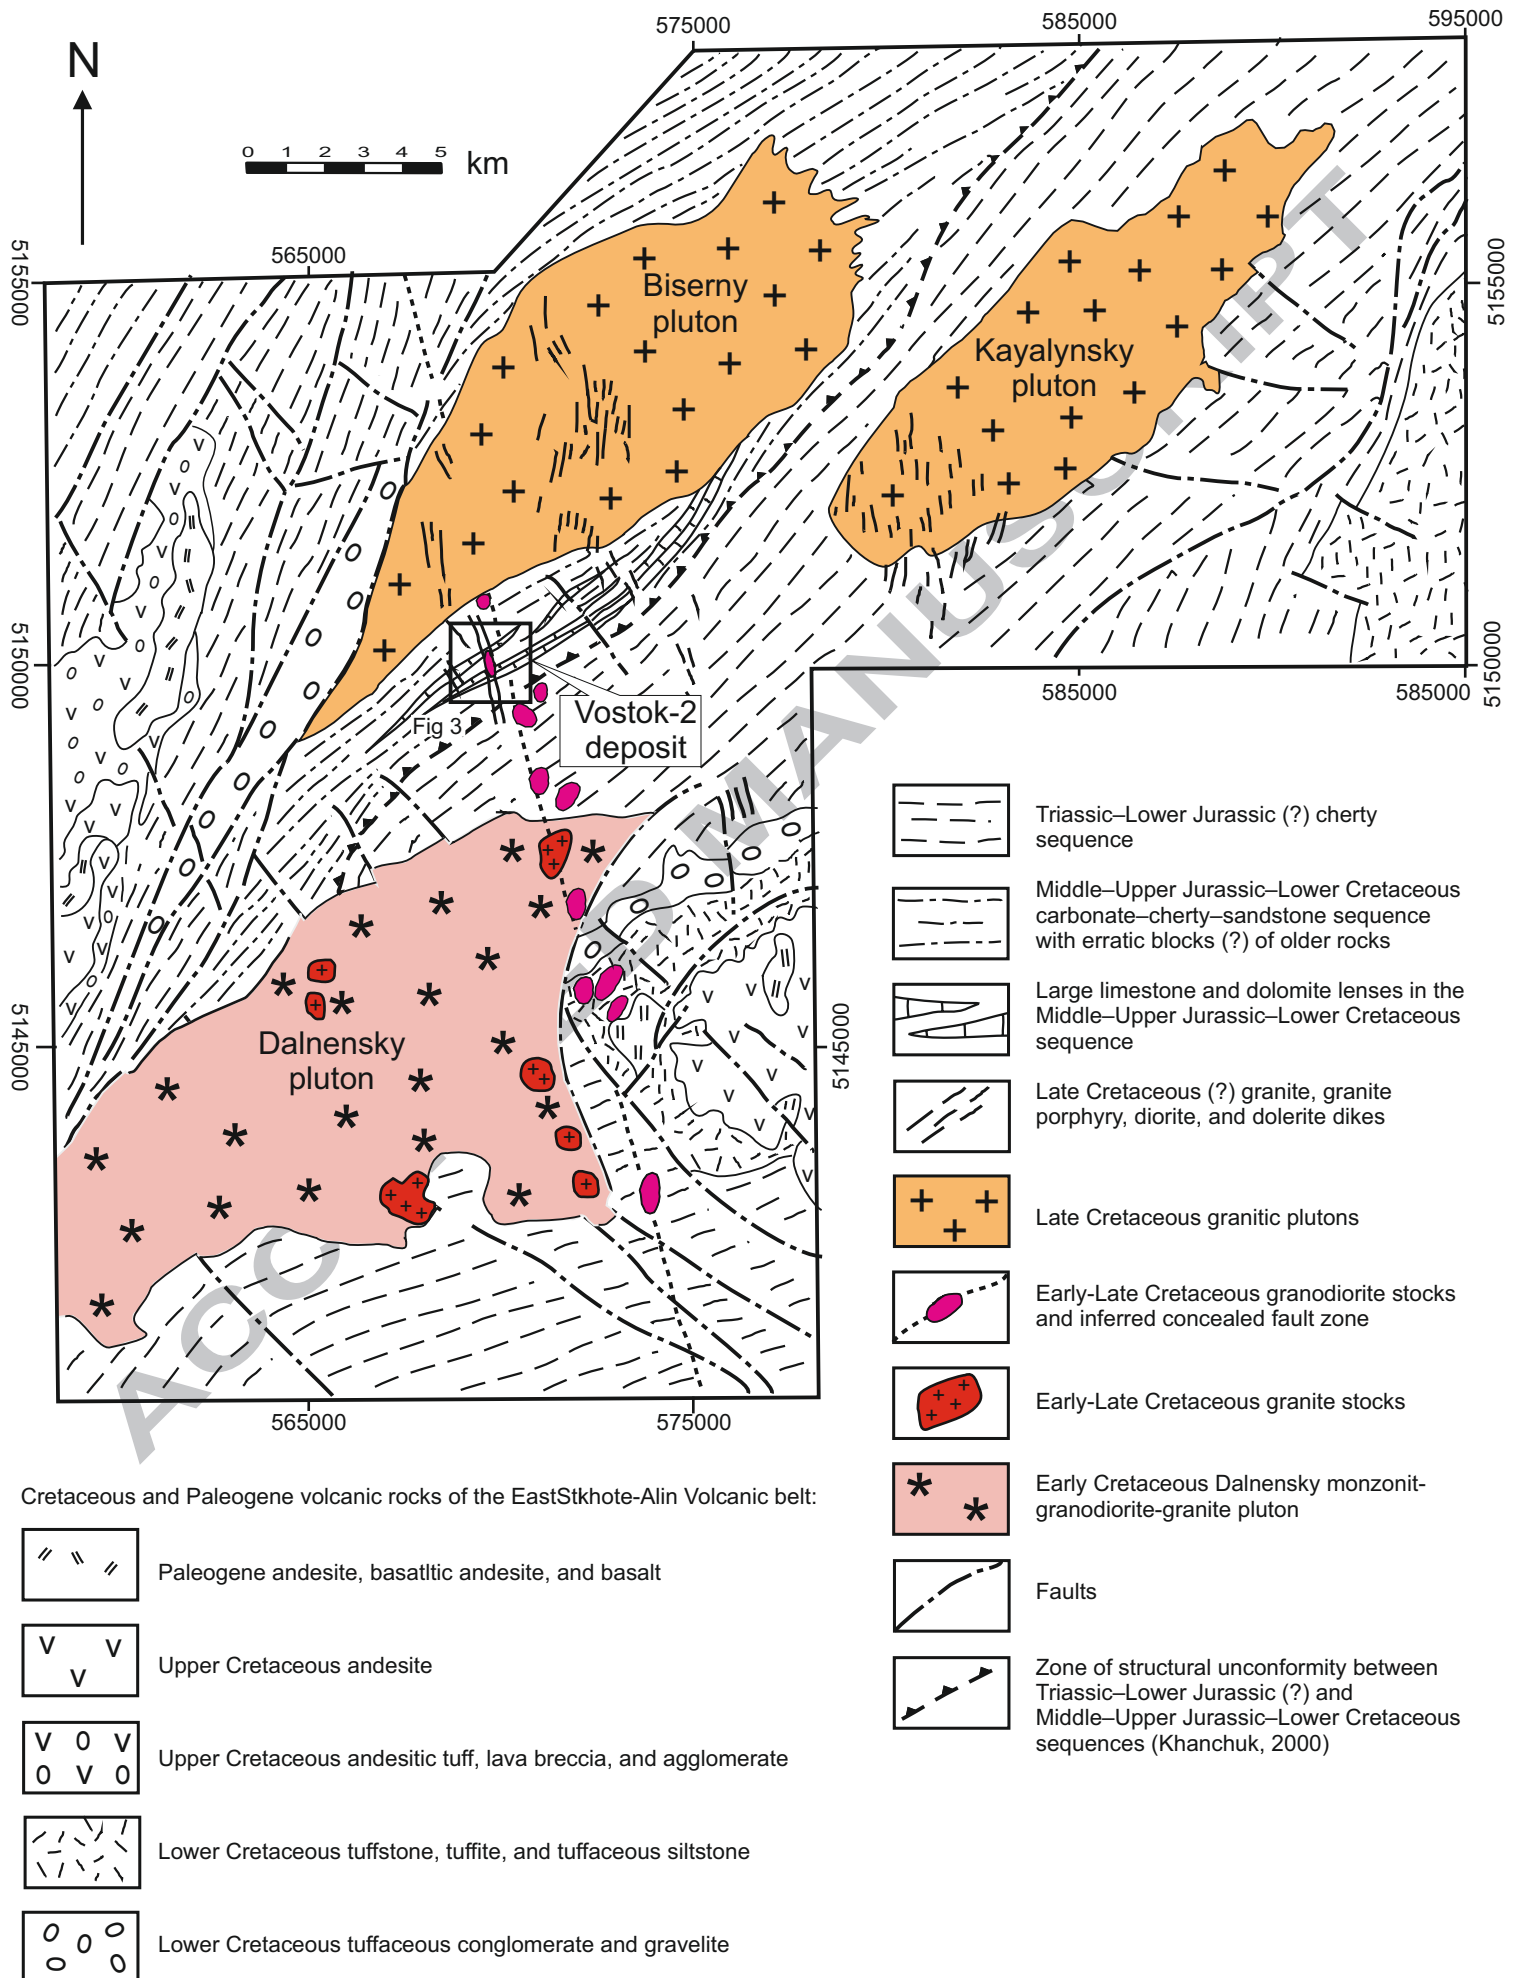 575000
585000
595000
N
0 1 2 3 4 5
km
565000
5155000
5155000
Biserny
pluton
Kayalynsky
pluton
5150000
5150000
585000
585000
Fig 3
Vostok-2
deposit
5145000
5145000
Dalnensky
pluton
565000
575000
ACC
D MANUSC
IPT
Triassic–Lower Jurassic (?) cherty
sequence
Middle–Upper Jurassic–Lower Cretaceous
carbonate–cherty–sandstone sequence
with erratic blocks (?) of older rocks
Large limestone and dolomite lenses in the
Middle–Upper Jurassic–Lower Cretaceous
sequence
Late Cretaceous (?) granite, granite
porphyry, diorite, and dolerite dikes
Late Cretaceous granitic plutons
Early-Late Cretaceous granodiorite stocks
and inferred concealed fault zone
Early-Late Cretaceous granite stocks
Early Cretaceous Dalnensky monzonit-
granodiorite-granite pluton
Faults
Zone of structural unconformity between
Triassic–Lower Jurassic (?) and
Middle–Upper Jurassic–Lower Cretaceous
sequences (Khanchuk, 2000)
Cretaceous and Paleogene volcanic rocks of the EastStkhote-Alin Volcanic belt:
Paleogene andesite, basatltic andesite, and basalt
Upper Cretaceous andesite
Upper Cretaceous andesitic tuff, lava breccia, and agglomerate
Lower Cretaceous tuffstone, tuffite, and tuffaceous siltstone
Lower Cretaceous tuffaceous conglomerate and gravelite